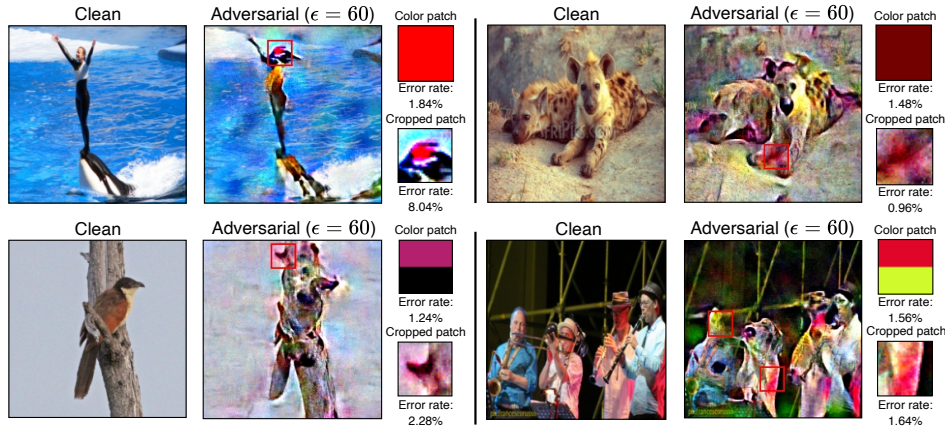 Clean
Adversarial (ϵ = 60)
Color patch
Error rate:
1.84%
Cropped patch
Error rate:
8.04%
Clean
Adversarial (ϵ = 60)
Color patch
Error rate:
1.48%
Cropped patch
Error rate:
0.96%
Clean
Adversarial (ϵ = 60)
Color patch
Error rate:
1.24%
Cropped patch
Error rate:
2.28%
Clean
Adversarial (ϵ = 60)
Color patch
Error rate:
1.56%
Cropped patch
Error rate:
1.64%